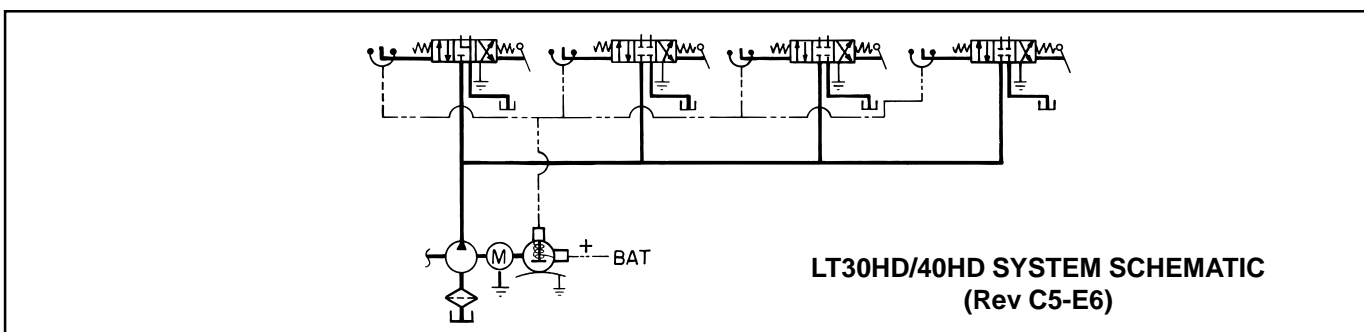 M
+
BAT
LT30HD/40HD SYSTEM SCHEMATIC
(Rev C5-E6)